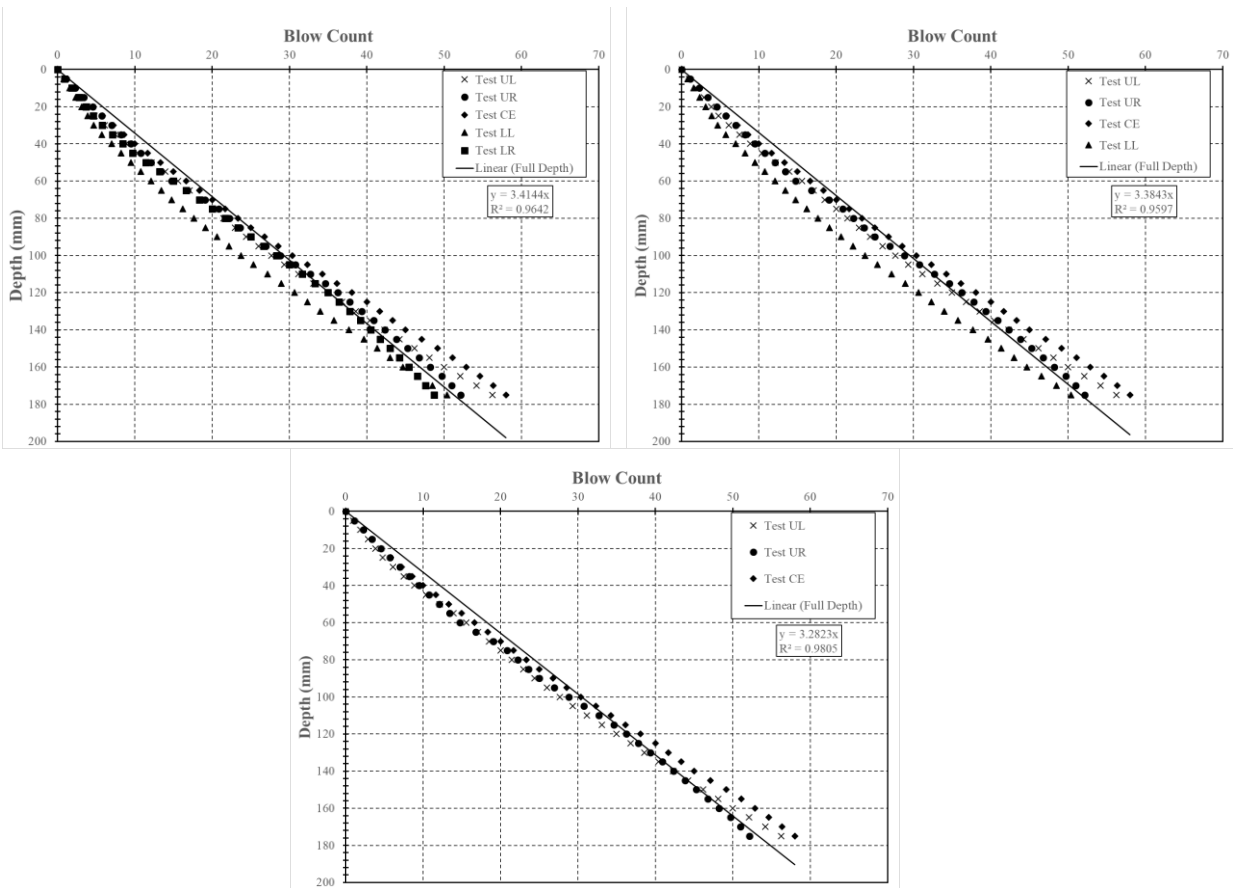 Blow Count
0 10 20 30 40 50 60 70
0
20
40
60
80
100
120
140
160
180
200
Depth (mm)
Test UL
Test UR
Test CE
Test LL
Test LR
Linear (Full Depth)
y = 3.4144x
R² = 0.9642
Blow Count
0 10 20 30 40 50 60 70
0
20
40
60
80
100
120
140
160
180
200
Depth (mm)
Test UL
Test UR
Test CE
Test LL
Linear (Full Depth)
y = 3.3843x
R² = 0.9597
Blow Count
0 10 20 30 40 50 60 70
0
20
40
60
80
100
120
140
160
180
200
Depth (mm)
Test UL
Test UR
Test CE
Linear (Full Depth)
y = 3.2823x
R² = 0.9805